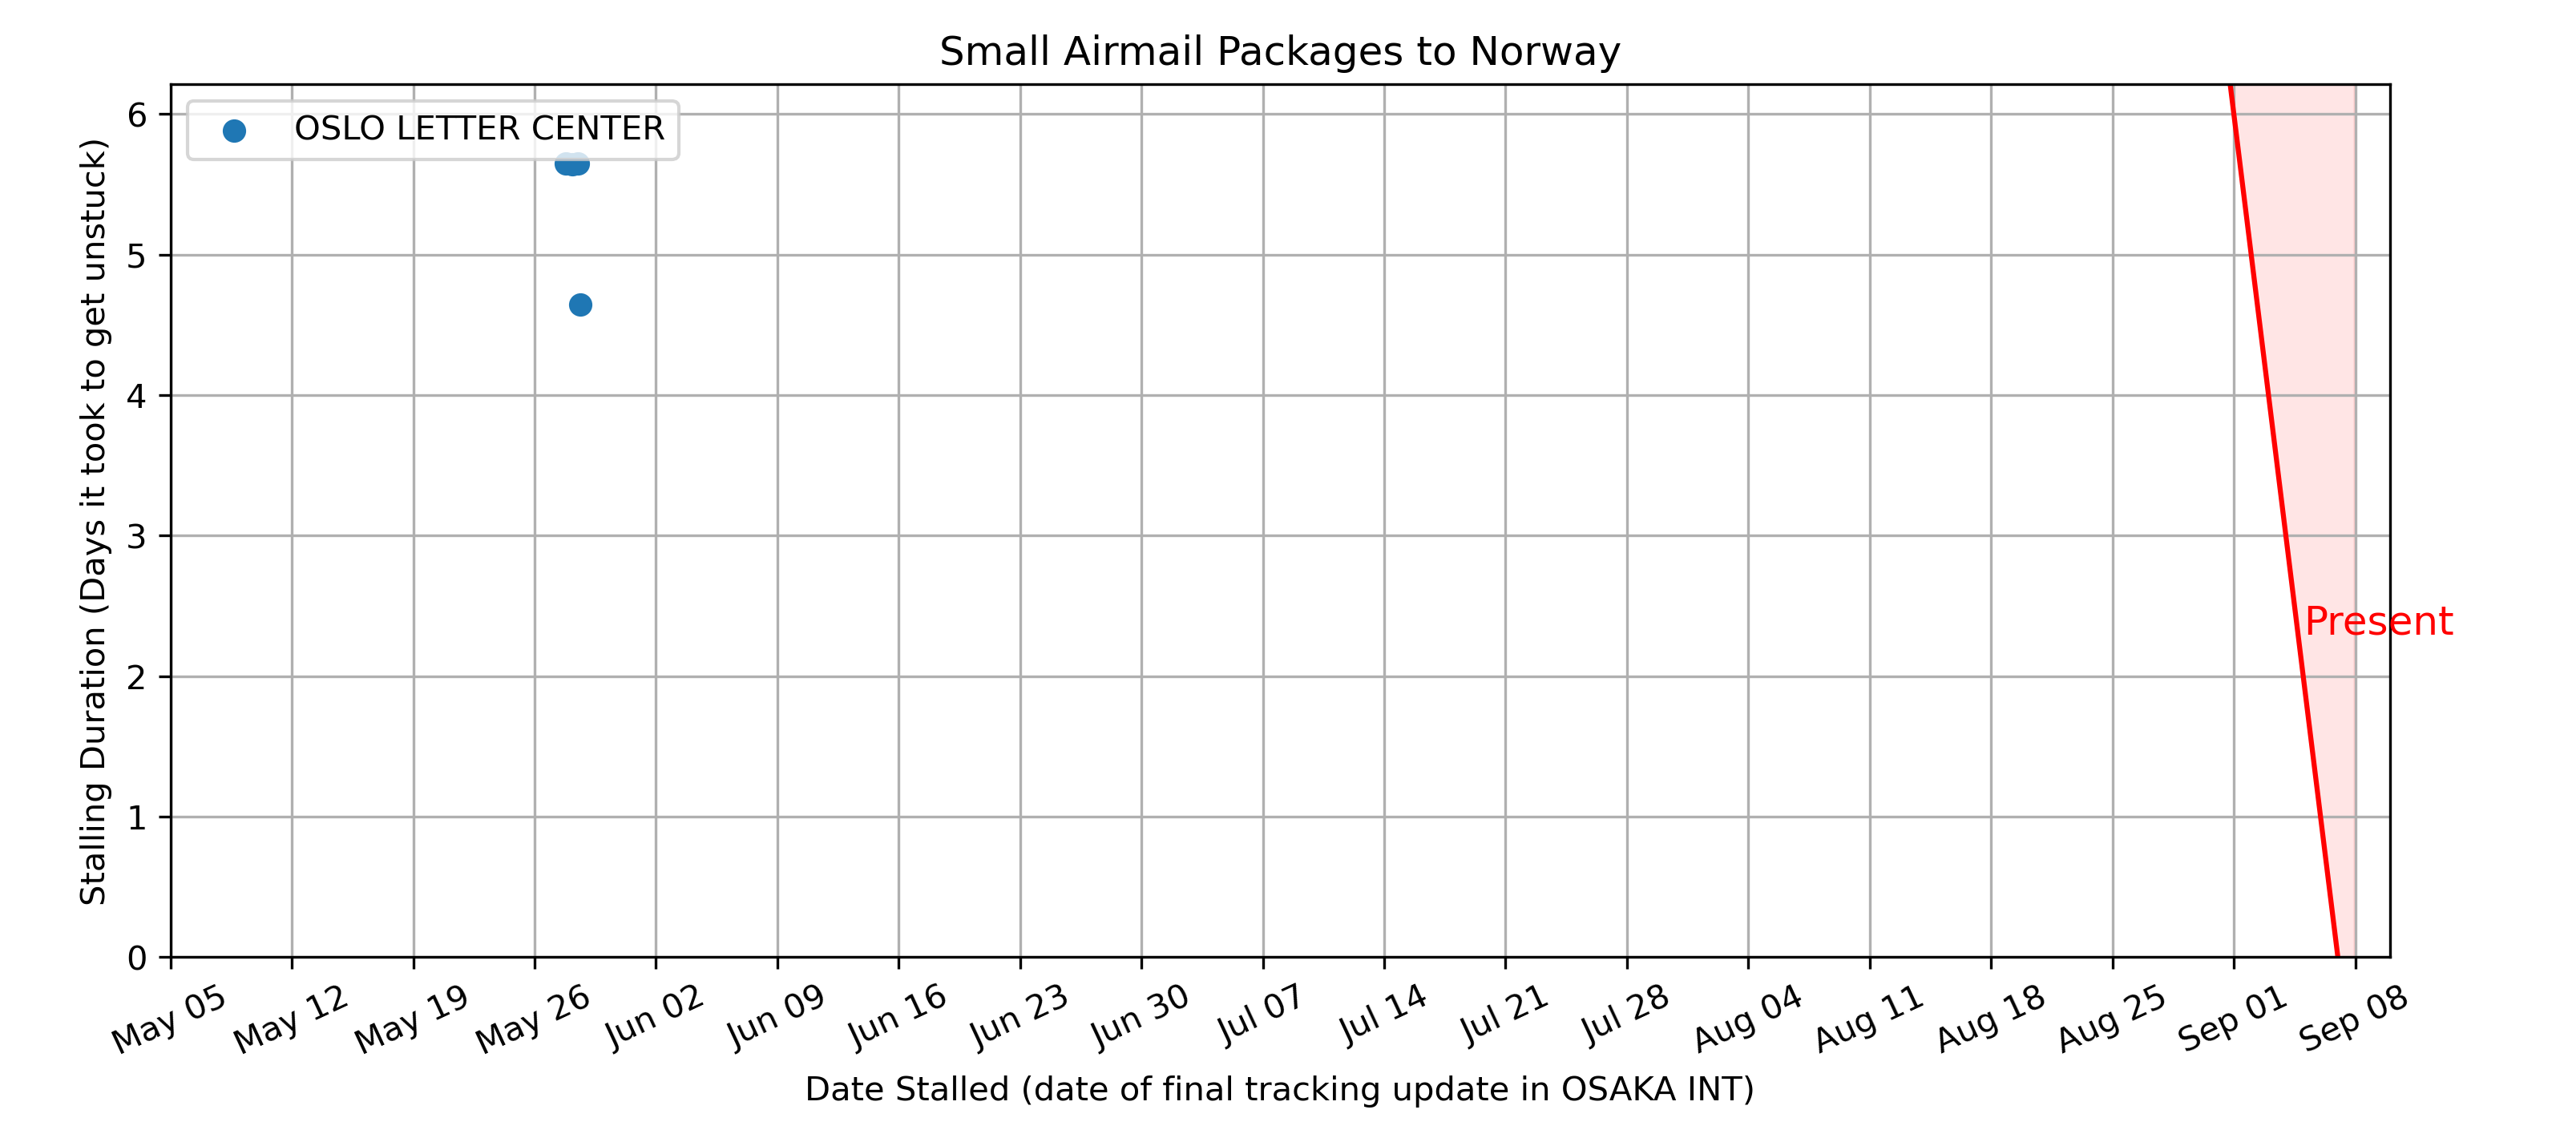 Small Airmail Packages to Norway
OSLO LETTER CENTER
Stalling Duration (Days it took to get unstuck)
6
5
4
3
2
1
0
Present
May 05
May 12
May 19
May 26
Jun 02
Jun 09
Jun 16
Jun 23
Jun 30
Jul 07
Jul 14
Jul 21
Jul 28
Aug 04
Aug 11
Aug 18
Aug 25
Sep 01
Sep 08
Date Stalled (date of final tracking update in OSAKA INT)